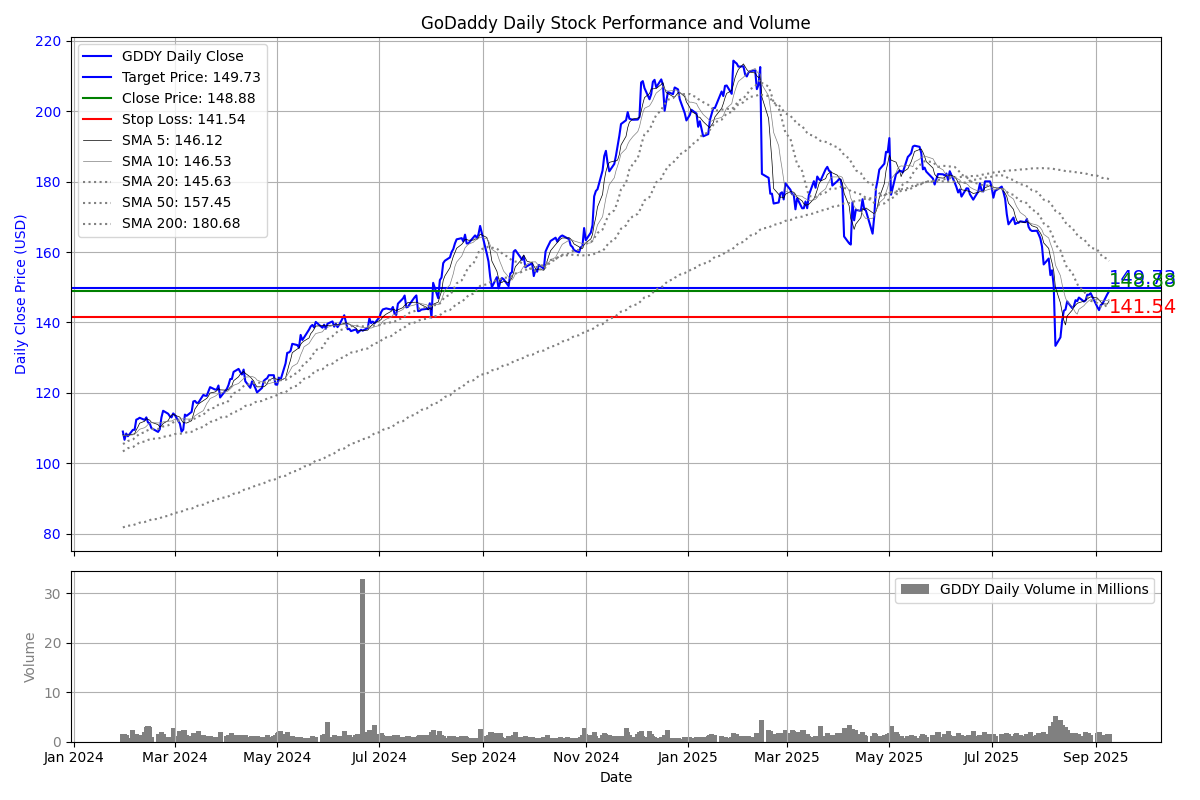 GoDaddy Daily Stock Performance and Volume
220
200
180
160
140
120
100
80
Daily Close Price (USD)
GDDY Daily Close
Target Price: 149.73
Close Price: 148.88
Stop Loss: 141.54
SMA 5: 146.12
SMA 10: 146.53
SMA 20: 145.63
SMA 50: 157.45
SMA 200: 180.68
149.73
148.88
141.54
30
20
10
0
Volume
GDDY Daily Volume in Millions
Jan 2024 Mar 2024 May 2024 Jul 2024 Sep 2024 Nov 2024 Jan 2025 Mar 2025 May 2025 Jul 2025 Sep 2025
Date